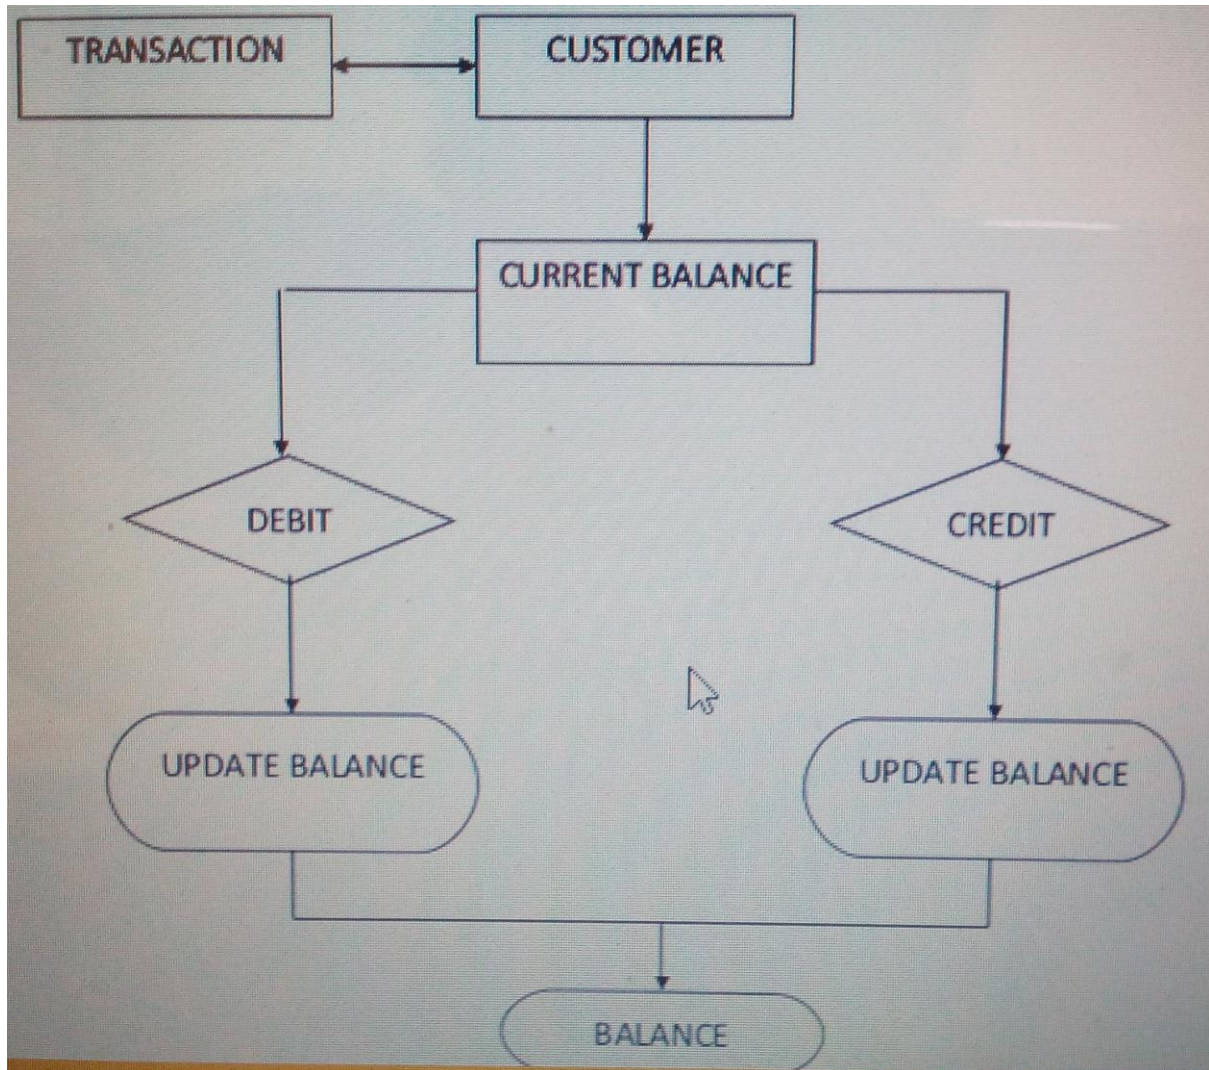 TRANSACTION
CUSTOMER
CURRENT BALANCE
DEBIT
CREDIT
UPDATE BALANCE
UPDATE BALANCE
BALANCE